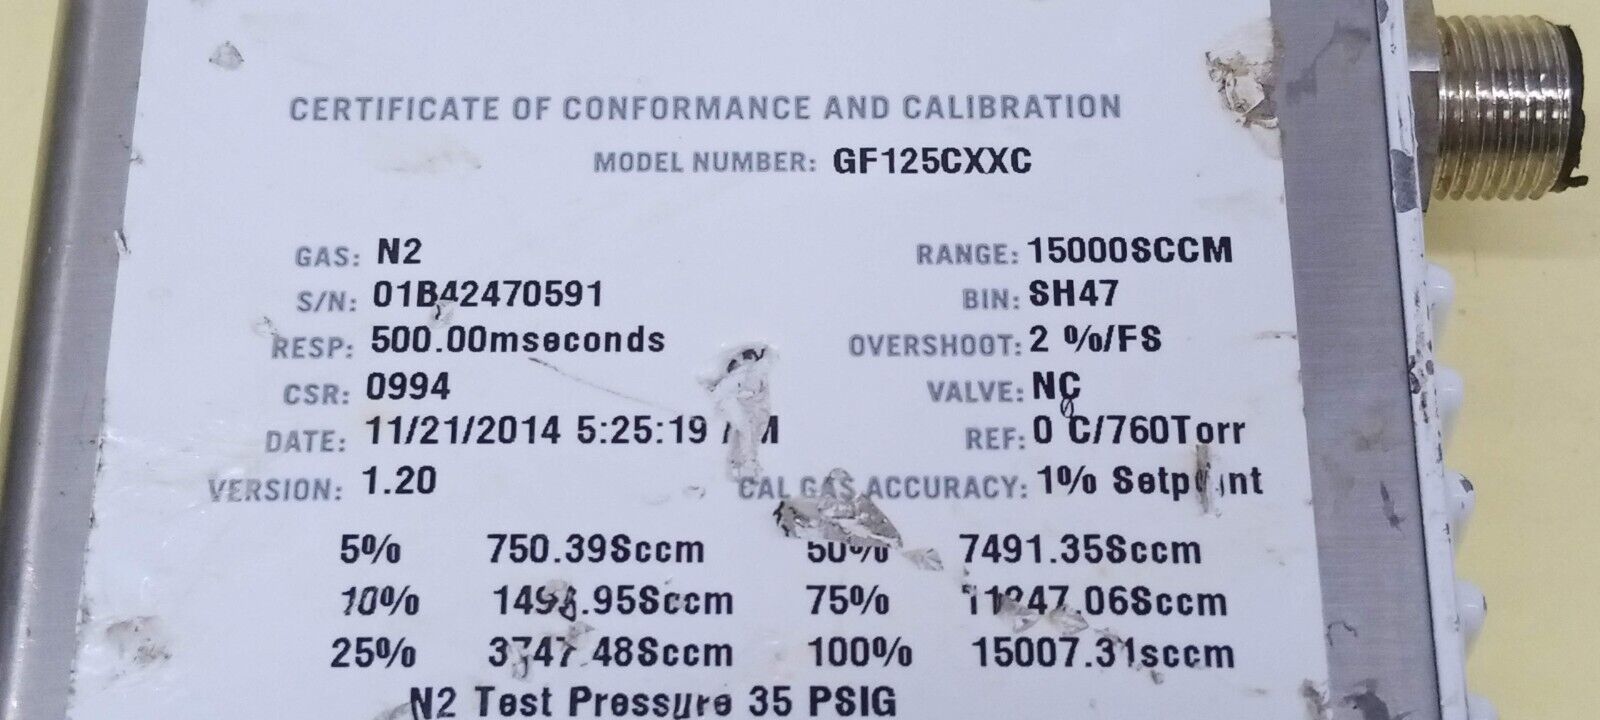 CERTIFICATE OF CONFORMANCE AND CALIBRATION
MODEL NUMBER: GF125CXXC
GAS: N2 RANGE: 15000SCCM
S/N: 01B42470591 BIN: SH47
RESP: 500.00mseconds OVERSHOOT: 2 %/FS
CSR: 0994 VALVE: NC
DATE: 11/21/2014 5:25:19 REF: 0 C/760Torr
VERSION: 1.20 CAL GAS ACCURACY: 1% Setpoint
5% 750.39Sccm 50% 7491.35Sccm
10% 75%
25% 100% 15007.31sccm
N2 Test Pressure 35 PSIG